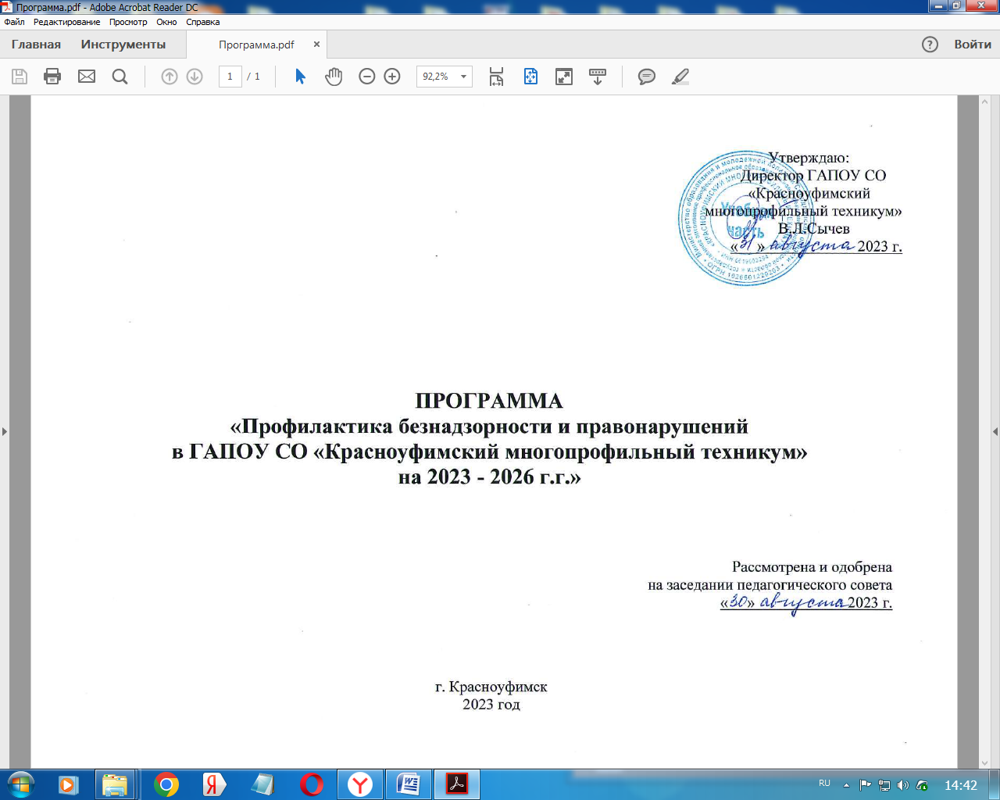 Программа.pdf - Adobe Acrobat Reader DC
Файл Редактирование Просмотр Окно Справка
Главная Инструменты Программа.pdf × Войти
1 / 1 92,2%
Утверждаю:
Директор ГАПОУ СО
«Красноуфимский
многопрофильный техникум»
В.Л.Сычев
«31» августа 2023 г.
Учебная
часть
ПРОГРАММА
«Профилактика безнадзорности и правонарушений
в ГАПОУ СО «Красноуфимский многопрофильный техникум»
на 2023 - 2026 г.г.»
Рассмотрена и одобрена
на заседании педагогического совета
«30» августа 2023 г.
г. Красноуфимск
2023 год
RU 14:42